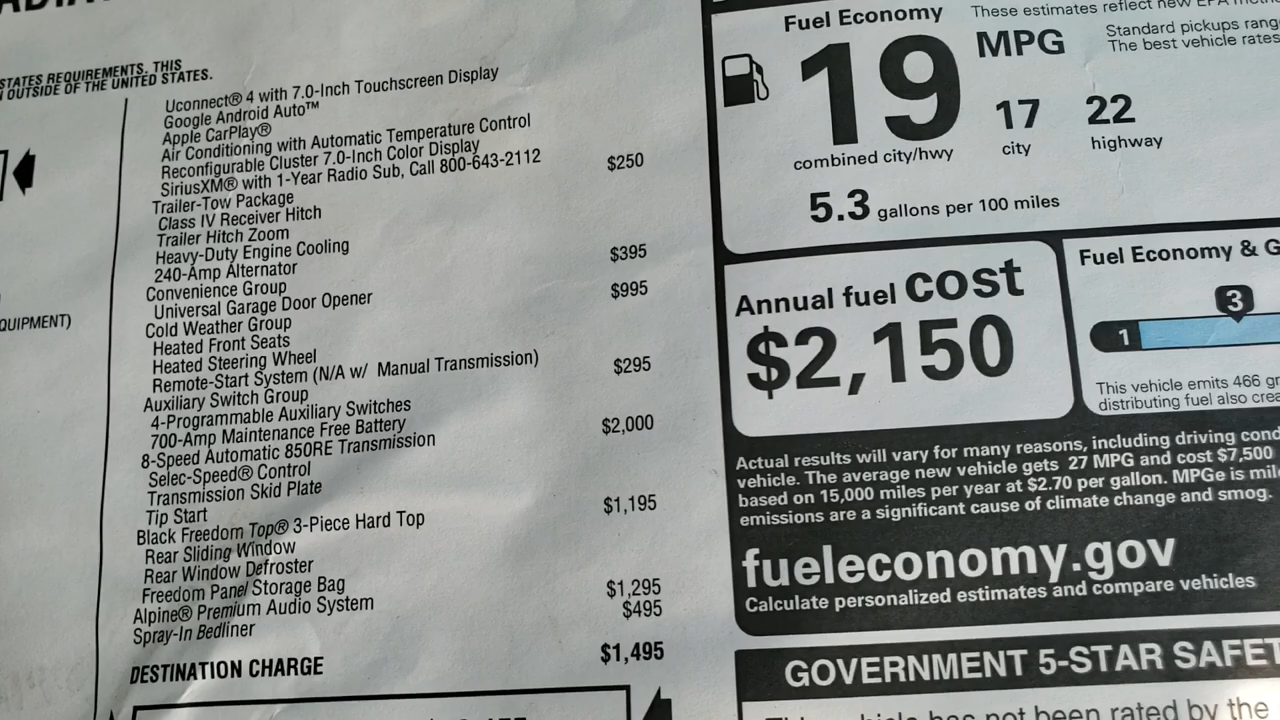 STATES REQUIREMENTS, THIS
OUTSIDE OF THE UNITED STATES.
QUIPMENT)
Uconnect® 4 with 7.0-Inch Touchscreen Display
Google Android Auto™
Apple CarPlay®
Air Conditioning with Automatic Temperature Control
Reconfigurable Cluster 7.0-Inch Color Display
SiriusXM® with 1-Year Radio Sub, Call 800-643-2112
Trailer-Tow Package $250
Class IV Receiver Hitch
Trailer Hitch Zoom
Heavy-Duty Engine Cooling
240-Amp Alternator
Convenience Group $395
Universal Garage Door Opener
Cold Weather Group $995
Heated Front Seats
Heated Steering Wheel
Remote-Start System (N/A w/ Manual Transmission)
Auxiliary Switch Group $295
4-Programmable Auxiliary Switches
700-Amp Maintenance Free Battery
8-Speed Automatic 850RE Transmission $2,000
Selec-Speed® Control
Transmission Skid Plate
Tip Start
Black Freedom Top® 3-Piece Hard Top $1,195
Rear Sliding Window
Rear Window Defroster
Freedom Panel Storage Bag
Alpine® Premium Audio System $1,295
Spray-In Bedliner $495
DESTINATION CHARGE $1,495
Fuel Economy
These estimates reflect new EPA
19 MPG
Standard pickups
The best vehicle rates
17 22
combined city/hwy city highway
5.3 gallons per 100 miles
Annual fuel cost
$2,150
Fuel Economy & G
3
1
This vehicle emits 466
distributing fuel also
Actual results will vary for many reasons, including driving
vehicle. The average new vehicle gets 27 MPG and cost $7,500
based on 15,000 miles per year at $2.70 per gallon. MPGe is
emissions are a significant cause of climate change and smog.
fueleconomy.gov
Calculate personalized estimates and compare vehicles
GOVERNMENT 5-STAR
been rated by the